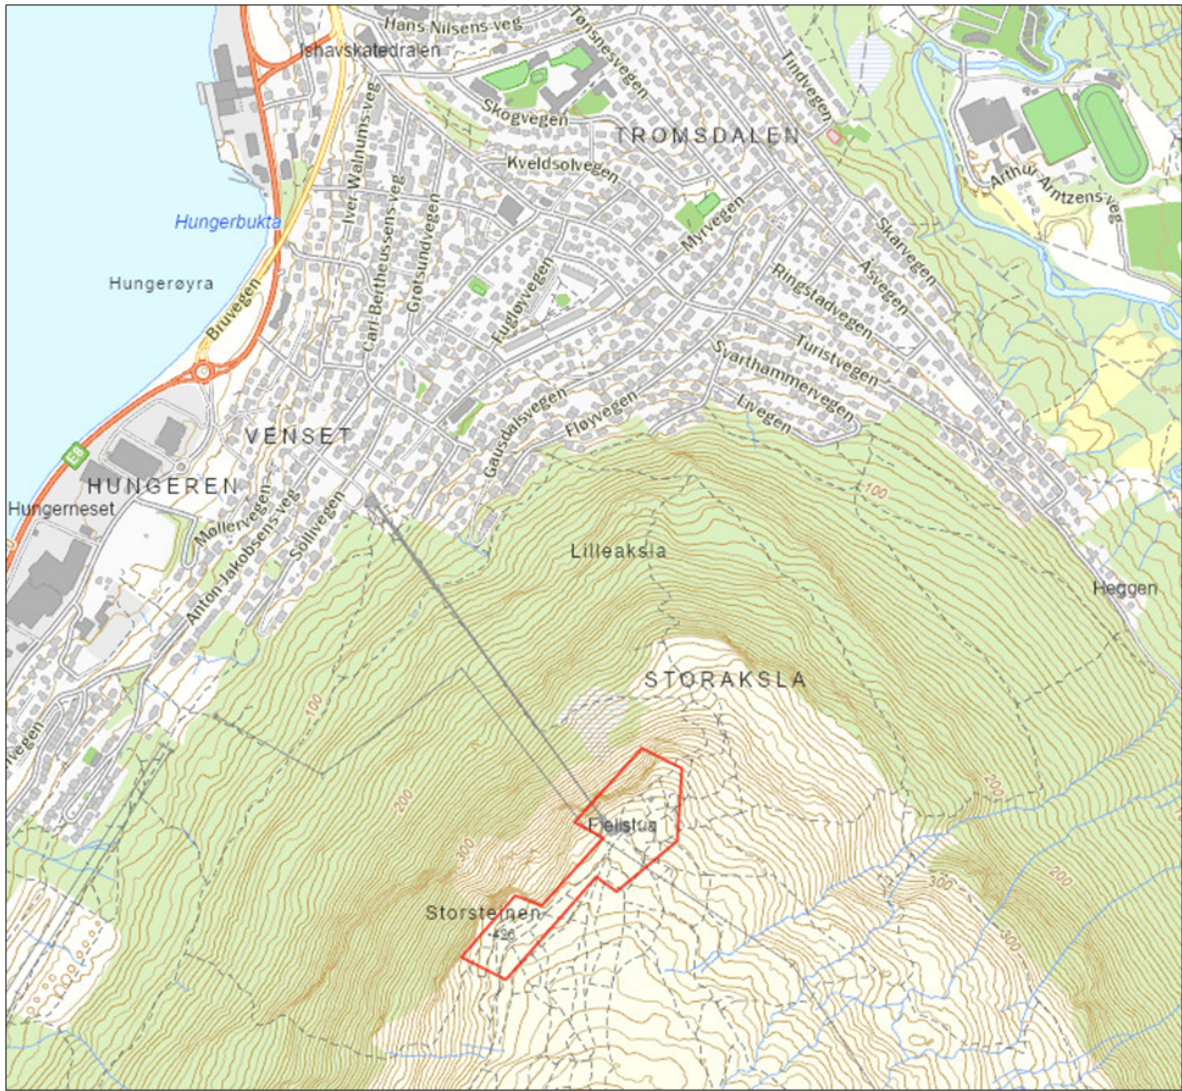 Hans Nilsens veg
Ishavskatedralen
Tønsnesvegen
Tindvegen
Skogvegen
TROMSDALEN
Iver-Walnums-veg
Kveldsolvegen
Arthur-Arntzens-veg
Carl-Bertheussens-veg
Grøtsundvegen
Hungerbukta
Myrvegen
Skarvegen
Åsvegen
Hungerøyra
Ringstadvegen
Bruvegen
Fugløyvegen
Turistvegen
Svarthammervegen
Livegen
Gausdalsvegen
Fløyvegen
VENSET
E8
HUNGEREN
100
Hungerneset
Møllervegen
Anton-Jakobsens-veg
Sollivegen
Lilleaksla
Heggen
STORAKSLA
100
200
200
Fjellstua
300
200
300
Storsteinen
300